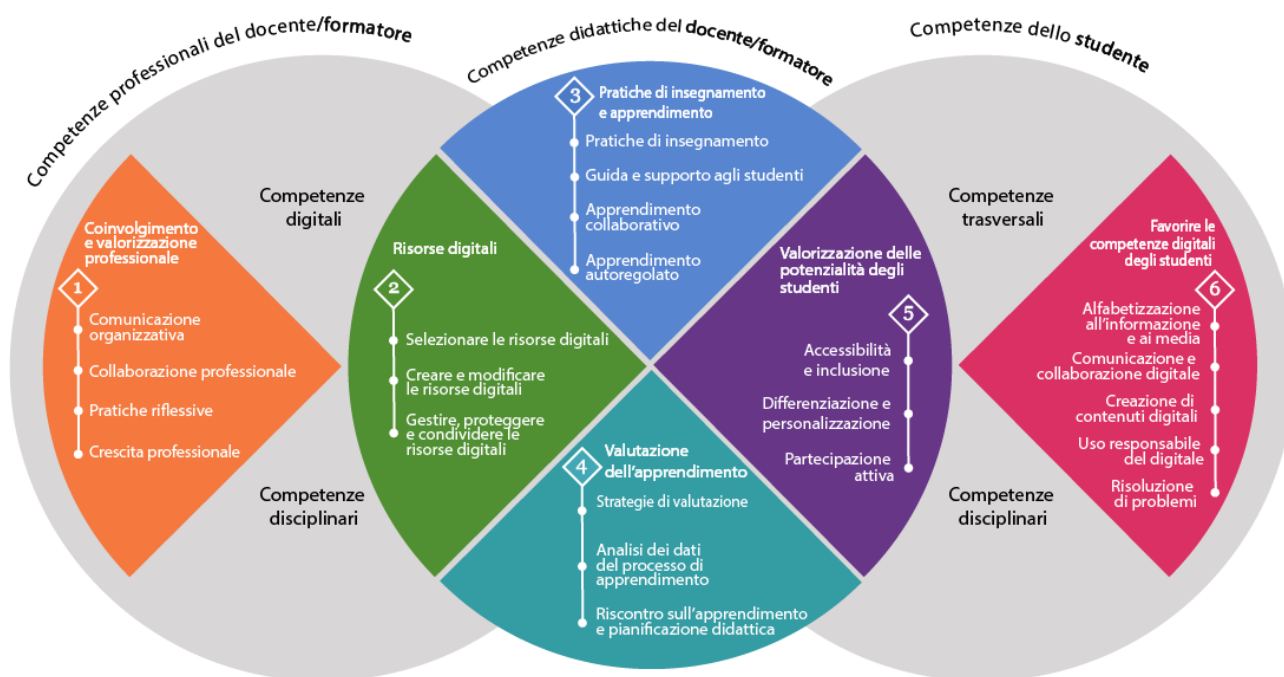 Competenze professionali del docente/formatore
Competenze didattiche del docente/formatore
Competenze dello studente
Competenze
digitali
Competenze
disciplinari
Competenze
trasversali
Competenze
disciplinari
Coinvolgimento
e valorizzazione
professionale
1
Comunicazione
organizzativa
Collaborazione professionale
Pratiche riflessive
Crescita professionale
Risorse digitali
2
Selezionare le risorse digitali
Creare e modificare
le risorse digitali
Gestire, proteggere
e condividere le
risorse digitali
3
Pratiche di insegnamento
e apprendimento
Pratiche di insegnamento
Guida e supporto agli studenti
Apprendimento
collaborativo
Apprendimento
autoregolato
4
Valutazione
dell'apprendimento
Strategie di valutazione
Analisi dei dati
del processo di
apprendimento
Riscontro sull'apprendimento
e pianificazione didattica
Valorizzazione delle
potenzialità degli
studenti
5
Accessibilità
e inclusione
Differenziazione e
personalizzazione
Partecipazione
attiva
Favorire le
competenze digitali
degli studenti
6
Alfabetizzazione
all'informazione
e ai media
Comunicazione e
collaborazione digitale
Creazione di
contenuti digitali
Uso responsabile
del digitale
Risoluzione
di problemi